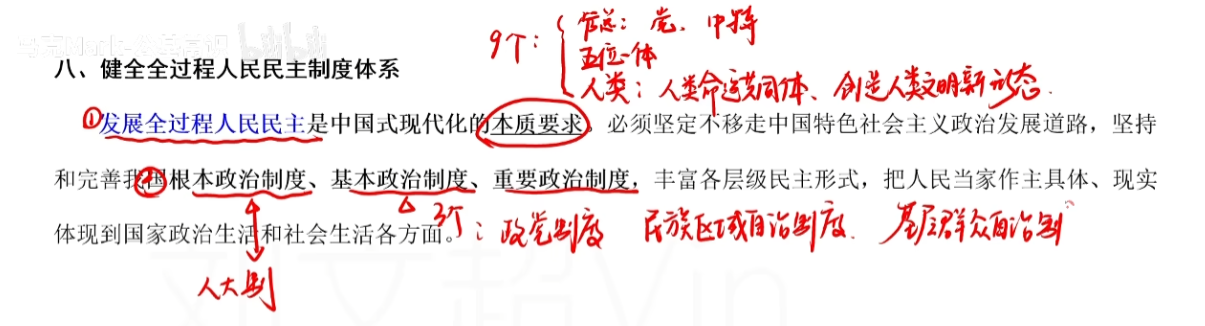 9个：
党、中特
五位一体
人类：人类命运共同体、创造人类文明新形态.
bilibili
八、健全全过程人民民主制度体系
①发展全过程人民民主是中国式现代化的本质要求。必须坚定不移走中国特色社会主义政治发展道路，坚持
②和完善我国根本政治制度、基本政治制度、重要政治制度，丰富各层级民主形式，把人民当家作主具体、现实
体现到国家政治生活和社会生活各方面。
3个：政党制度 民族区域自治制度. 基层群众自治制
人大制